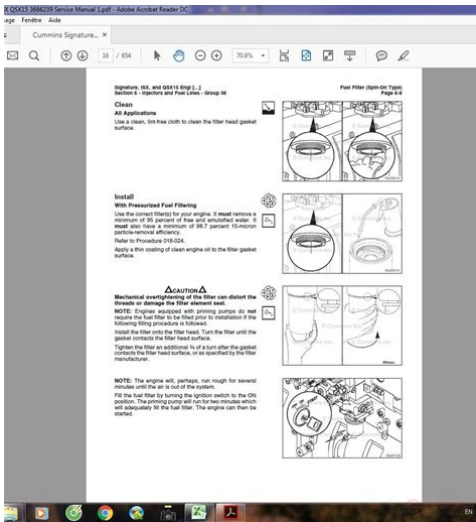 QSX15 3666239 Service Manual 1.pdf - Adobe Acrobat Reader DC
Fenêtre Aide
Cummins Signature... ×
16 / 654
70.9%
Signature, ISX, and QSX15 Engi [...]
Section 6 - Injectors and Fuel Lines - Group 06
Fuel Filter (Spin-On Type)
Page 6-9
Clean
All Applications
Use a clean, lint-free cloth to clean the filter head gasket
surface.
Install
With Pressurized Fuel Filtering
Use the correct filter(s) for your engine. It must remove a
minimum of 95 percent of free and emulsified water. It
must also have a minimum of 98.7 percent 10-micron
particle-removal efficiency.
Refer to Procedure 018-024.
Apply a thin coating of clean engine oil to the filter gasket
surface.
CAUTION
Mechanical overtightening of the filter can distort the
threads or damage the filter element seal.
NOTE: Engines equipped with priming pumps do not
require the fuel filter to be filled prior to installation if the
following filling procedure is followed.
Install the filter onto the filter head. Turn the filter until the
gasket contacts the filter head surface.
Tighten the filter an additional ¾ of a turn after the gasket
contacts the filter head surface, or as specified by the filter
manufacturer.
NOTE: The engine will, perhaps, run rough for several
minutes until the air is out of the system.
Fill the fuel filter by turning the ignition switch to the ON
position. The priming pump will run for two minutes which
will adequately fill the fuel filter. The engine can then be
started.
START
EN